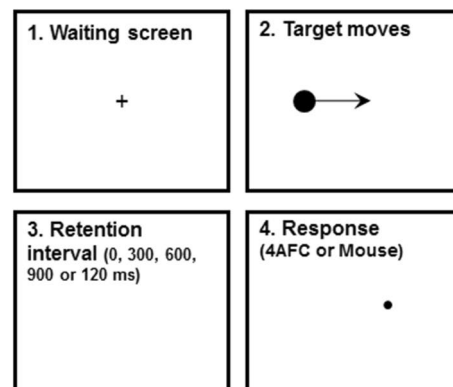 1. Waiting screen
+
2. Target moves
3. Retention
interval (0, 300, 600,
900 or 120 ms)
4. Response
(4AFC or Mouse)